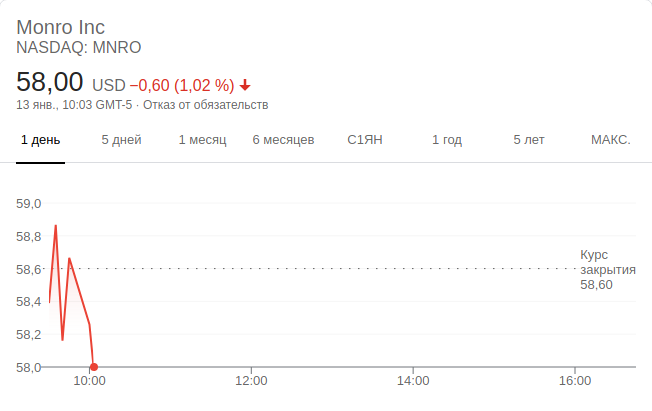 Monro Inc
NASDAQ: MNRO
58,00 USD −0,60 (1,02 %)
13 янв., 10:03 GMT-5 · Отказ от обязательств
1 день 5 дней 1 месяц 6 месяцев С1ЯН 1 год 5 лет МАКС.
59,0
58,8
58,6
58,4
58,2
58,0
Курс
закрытия
58,60
10:00 12:00 14:00 16:00